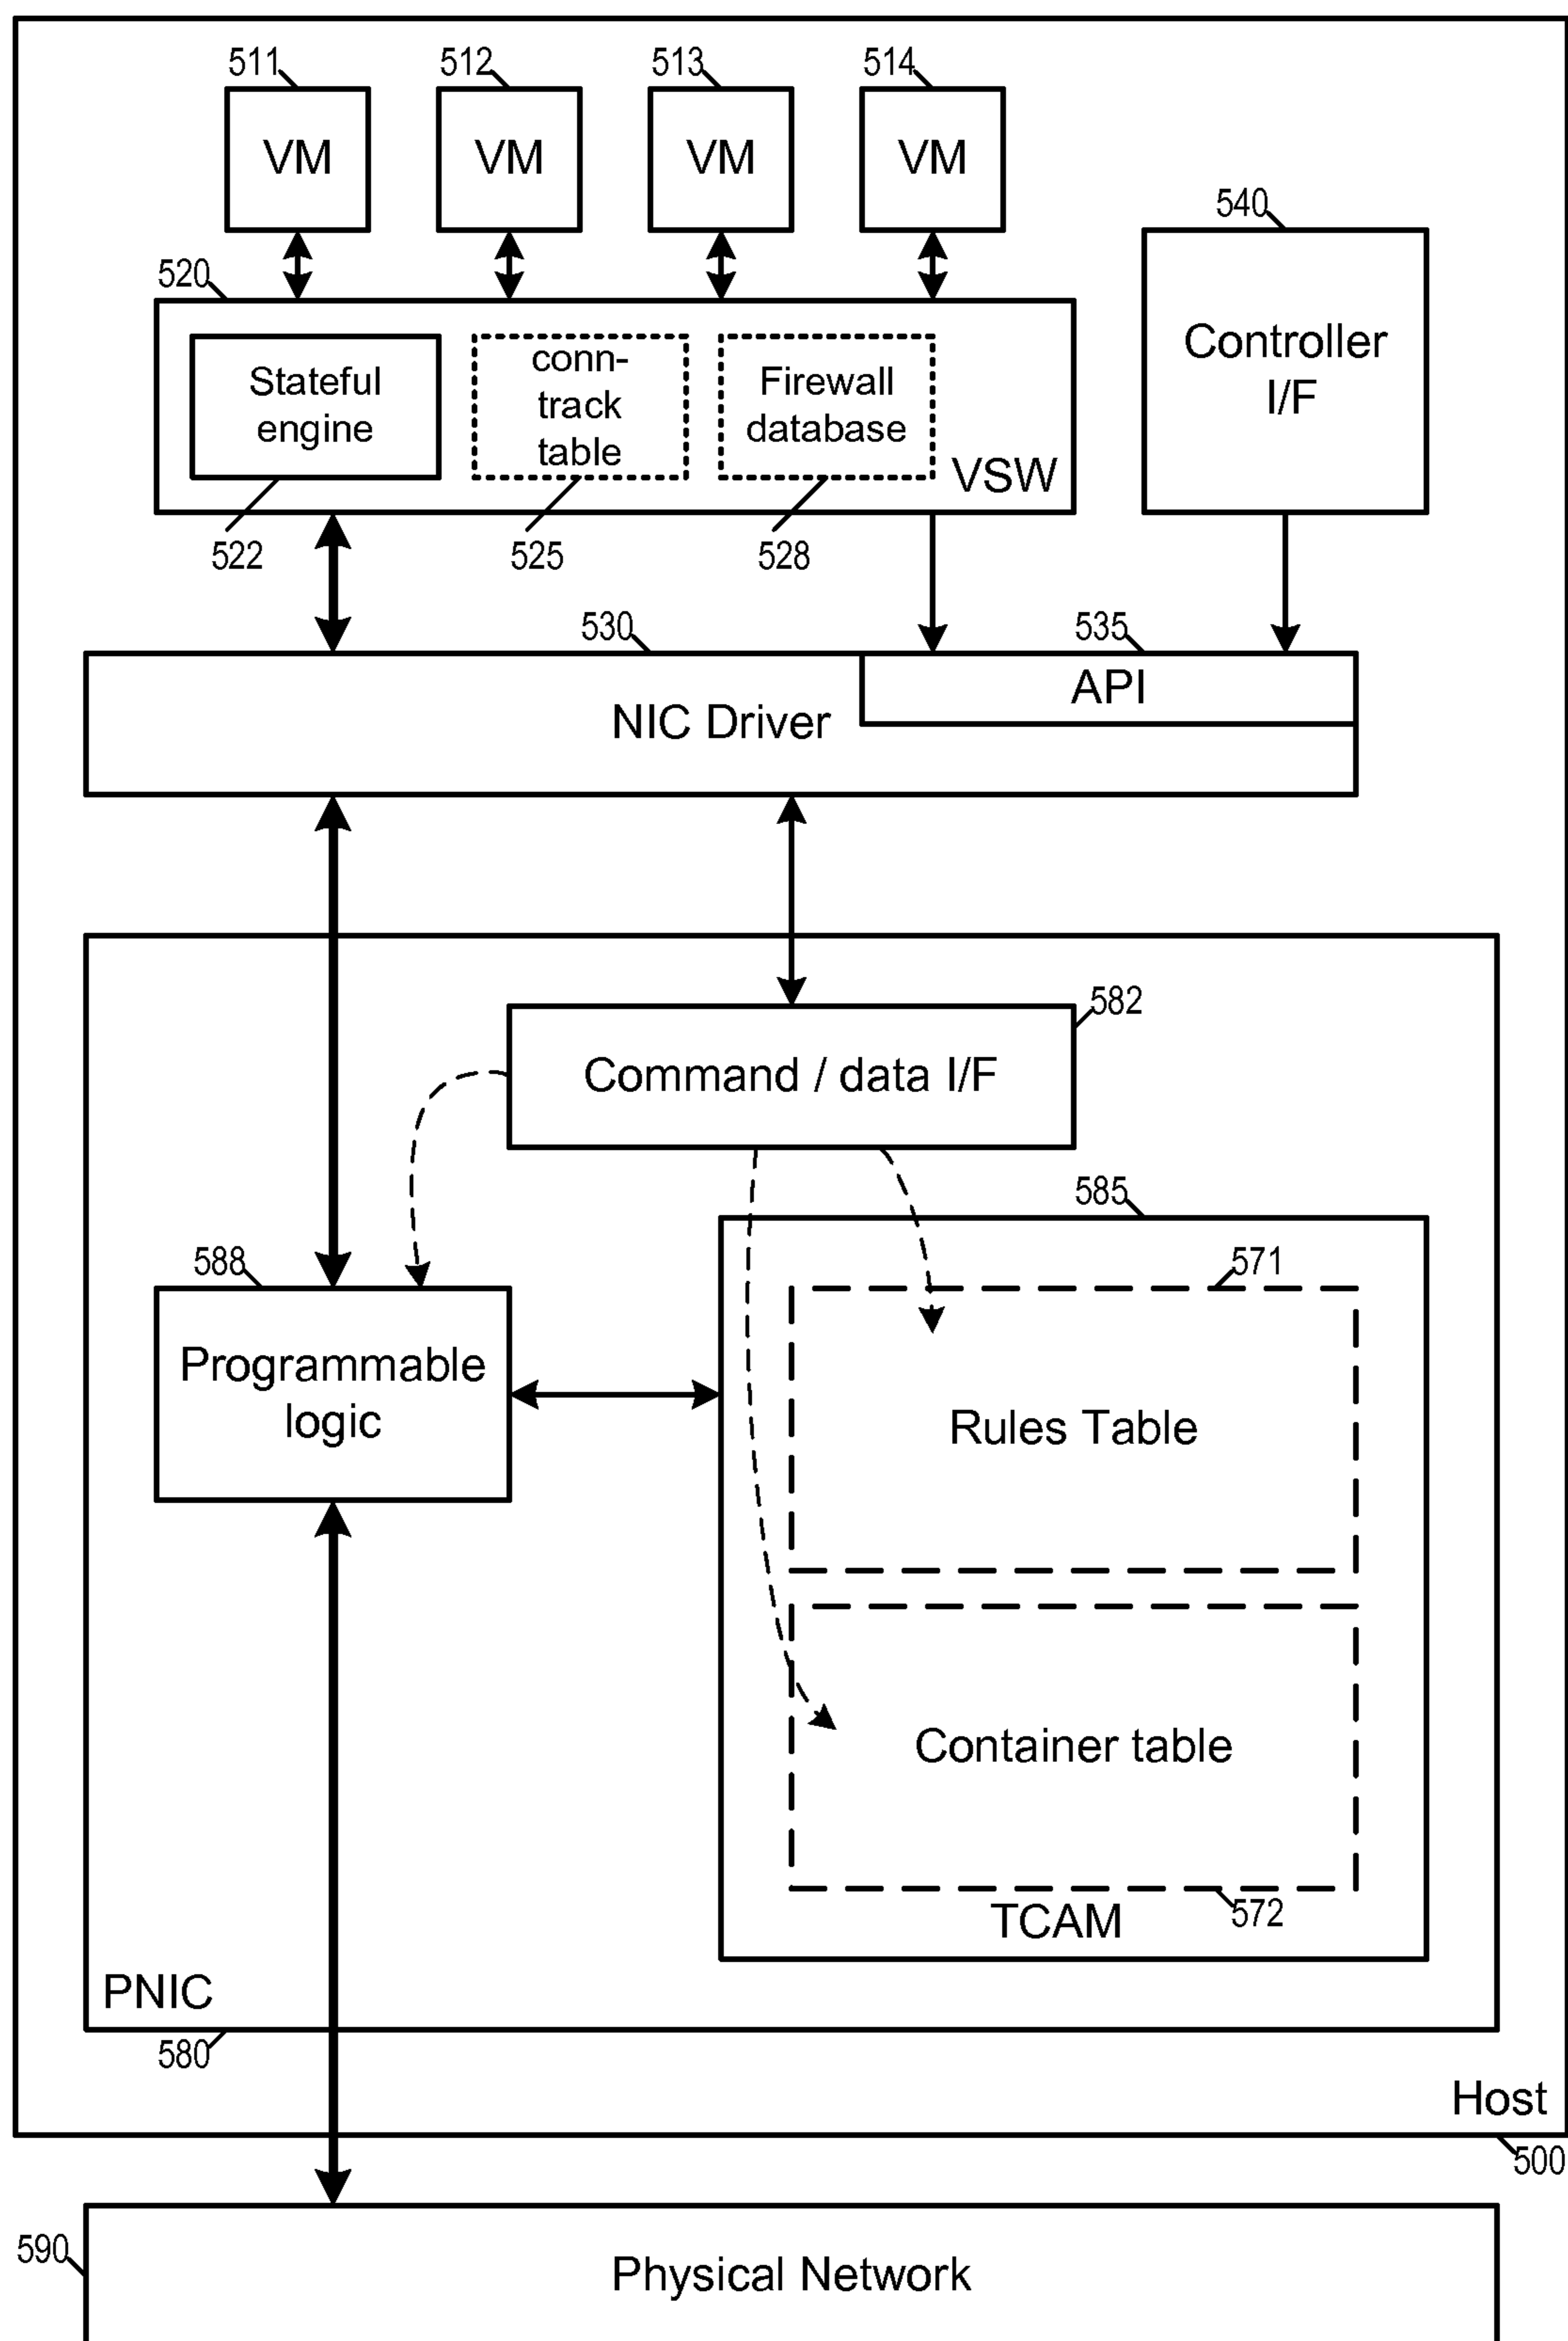 511
512
513
514
VM
VM
VM
VM
540
520
Controller
I/F
Stateful
engine
conn-
track
table
Firewall
database
VSW
522
525
528
530
535
API
NIC Driver
582
Command / data I/F
585
588
571
Programmable
logic
Rules Table
Container table
572
TCAM
PNIC
580
Host
500
590
Physical Network